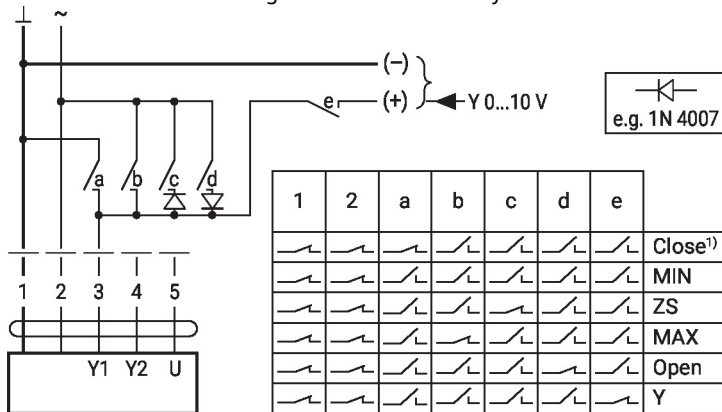 ~
(–)
e (+) Y 0...10 V
e.g. 1N 4007
a b c d
1 2 a b c d e
Close1)
MIN
1 2 3 4 5 ZS
MAX
Y1 Y2 U Open
Y